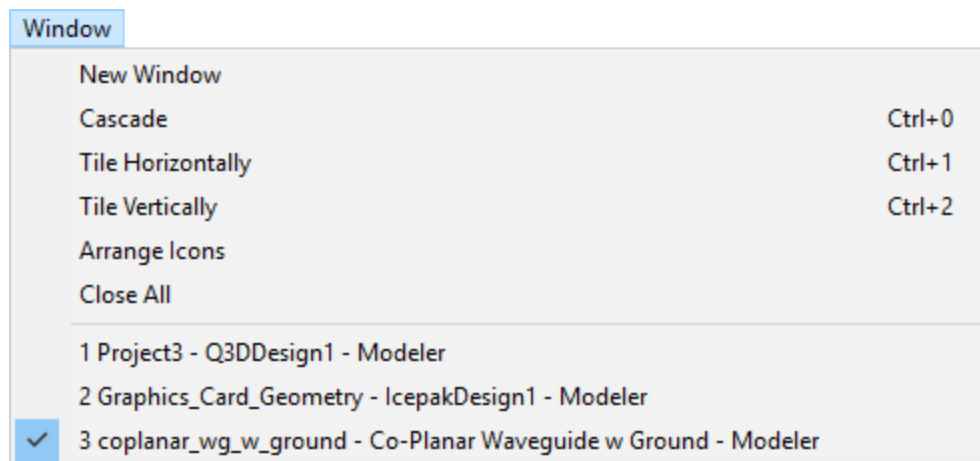 Window
New Window
Cascade Ctrl+0
Tile Horizontally Ctrl+1
Tile Vertically Ctrl+2
Arrange Icons
Close All
1 Project3 - Q3DDesign1 - Modeler
2 Graphics_Card_Geometry - IcepakDesign1 - Modeler
3 coplanar_wg_w_ground - Co-Planar Waveguide w Ground - Modeler